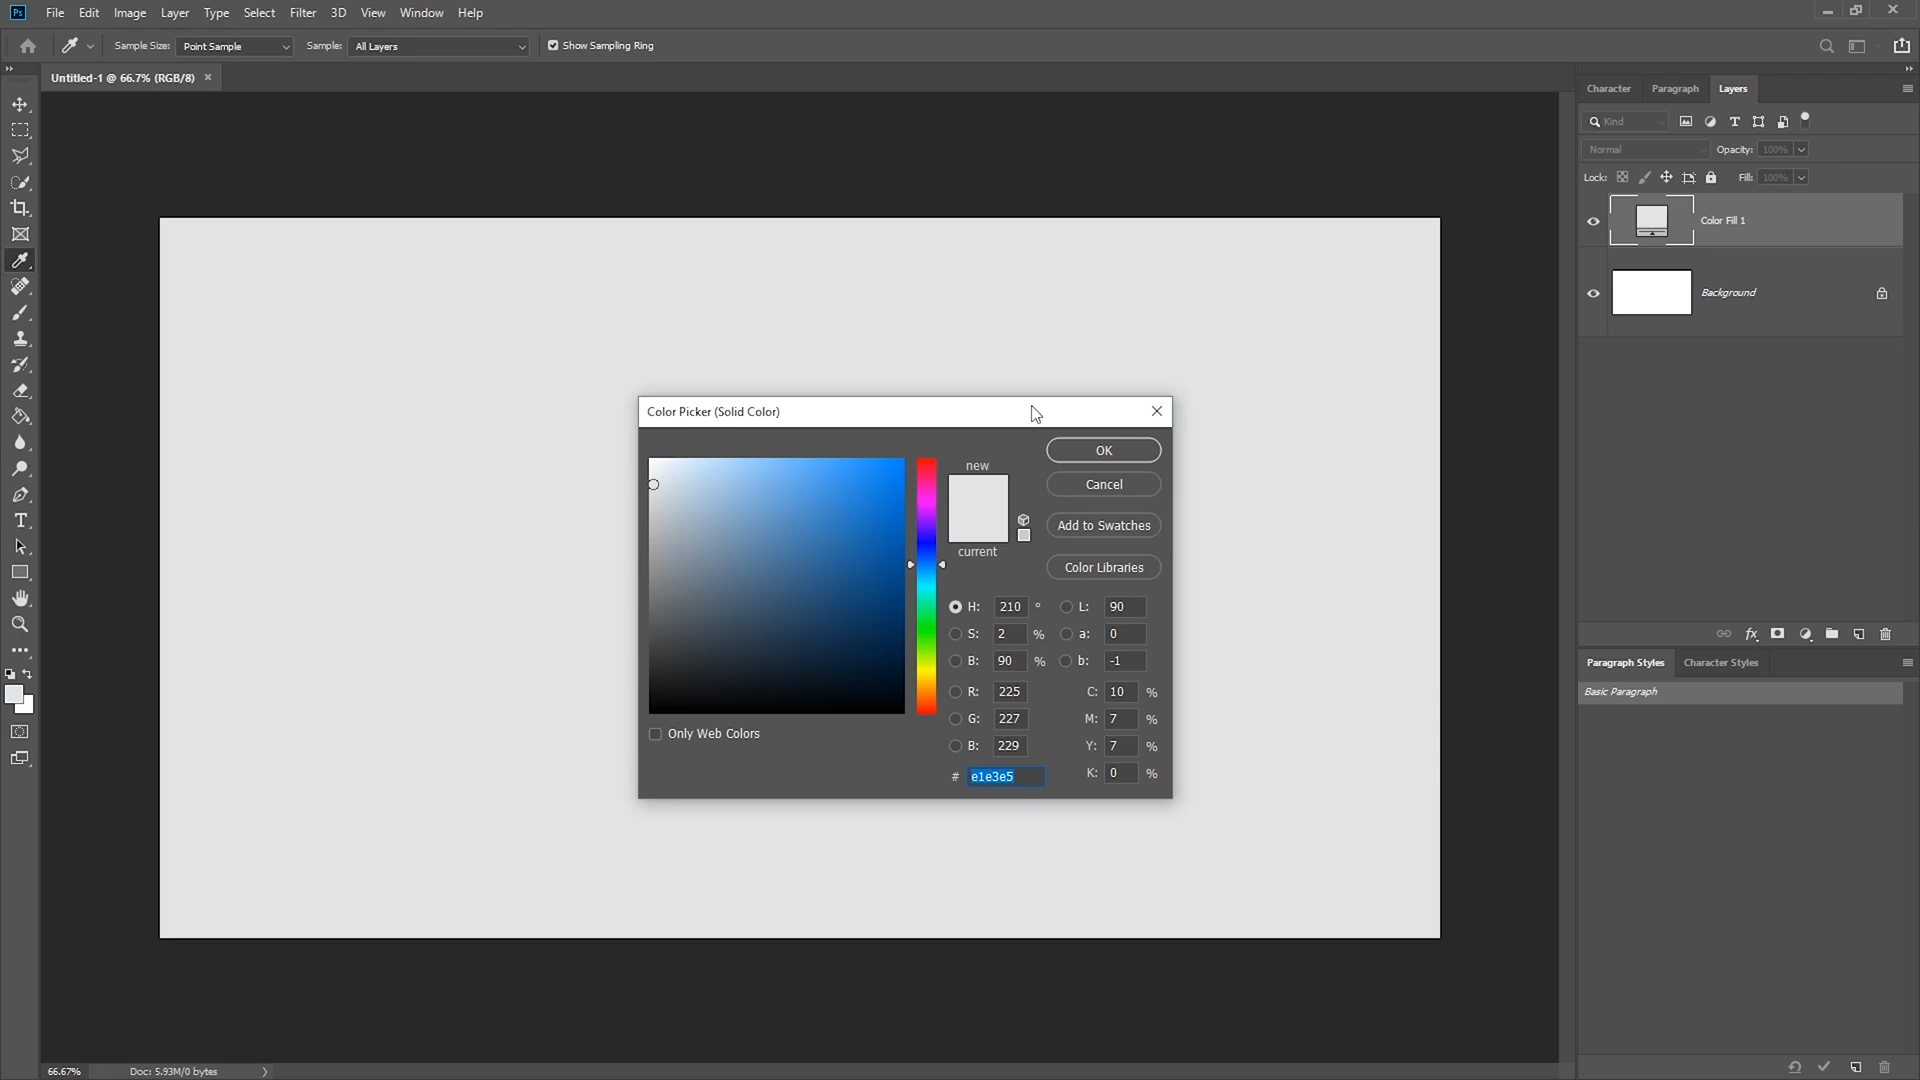 Ps File Edit Image Layer Type Select Filter 3D View Window Help
Sample Size: Point Sample Sample: All Layers Show Sampling Ring
Untitled-1 @ 66.7% (RGB/8) ×
Character Paragraph Layers
Kind
Normal Opacity: 100%
Lock: Fill: 100%
Color Fill 1
Background
Color Picker (Solid Color)
OK
new
Cancel
Add to Swatches
current
Color Libraries
H: 210 ° L: 90
S: 2 % a: 0
B: 90 % b: -1
R: 225 C: 10 %
G: 227 M: 7 %
Only Web Colors
B: 229 Y: 7 %
# e1e3e5 K: 0 %
fx
Paragraph Styles Character Styles
Basic Paragraph
66.67% Doc: 5.93M/0 bytes